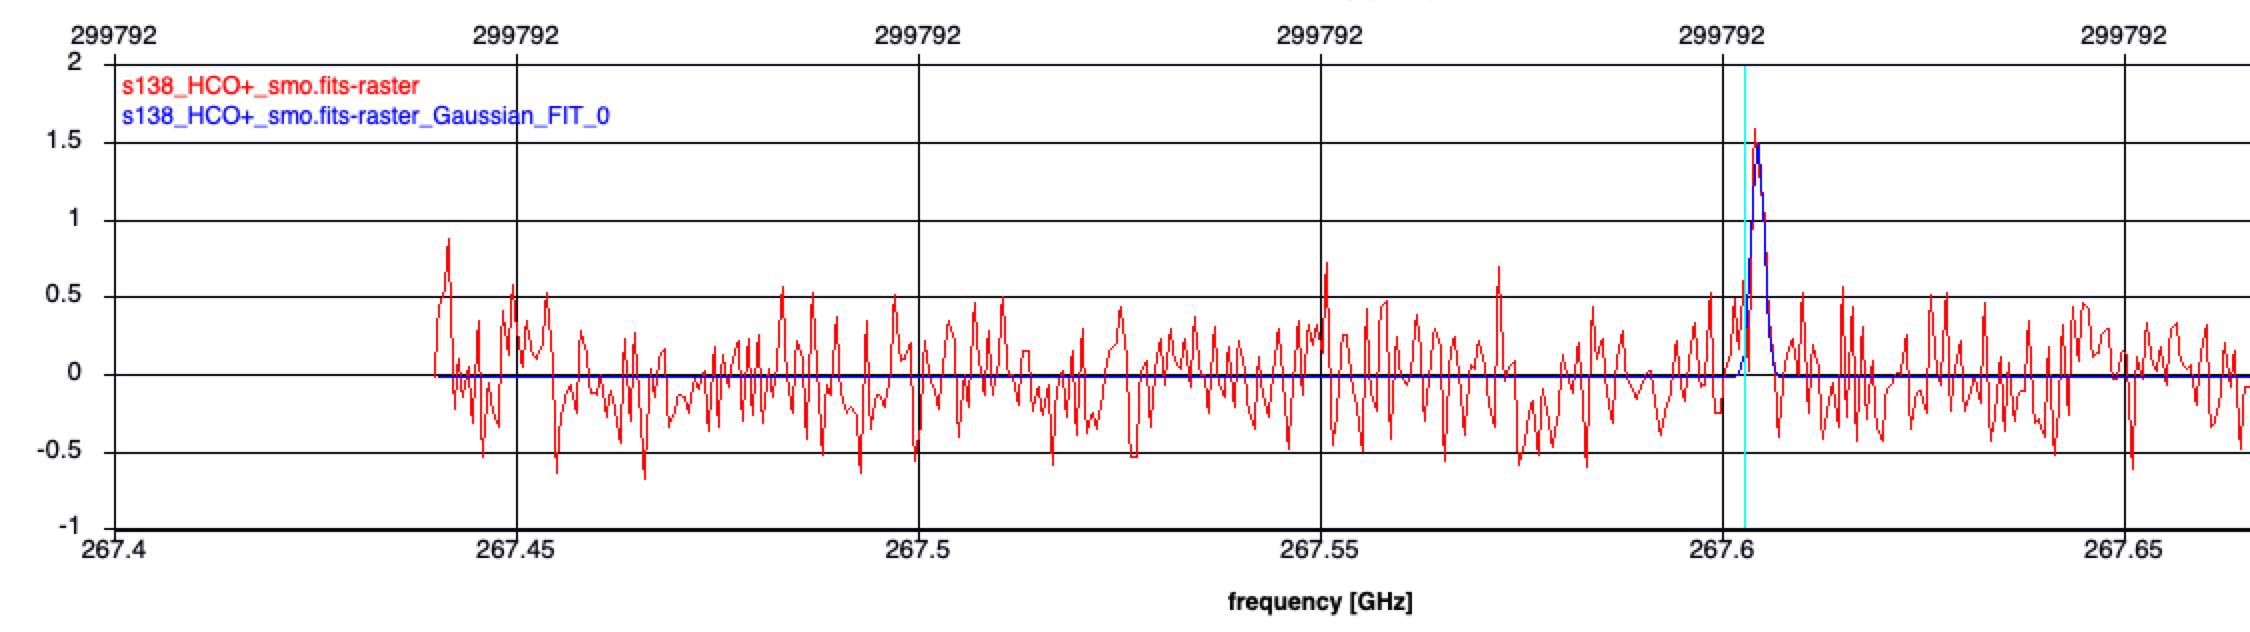 299792 299792 299792 299792 299792 299792
2
s138_HCO+_smo.fits-raster
s138_HCO+_smo.fits-raster_Gaussian_FIT_0
1.5
1
0.5
0
-0.5
-1
267.4 267.45 267.5 267.55 267.6 267.65
frequency [GHz]